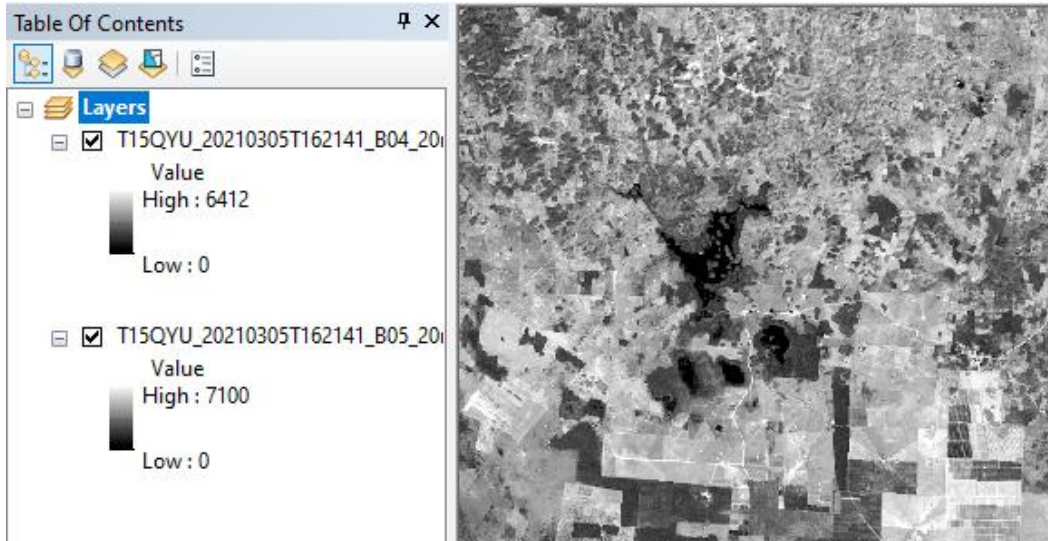 Table Of Contents
Layers
T15QYU_20210305T162141_B04_20
Value
High : 6412
Low : 0
T15QYU_20210305T162141_B05_20
Value
High : 7100
Low : 0